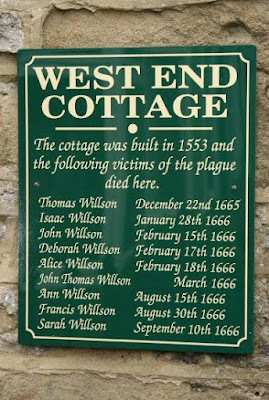 WEST END
COTTAGE
The cottage was built in 1553 and
the following victims of the plague
died here.
Thomas Willson December 22nd 1665
Isaac Willson January 28th 1666
John Willson February 15th 1666
Deborah Willson February 17th 1666
Alice Willson February 18th 1666
John Thomas Willson March 1666
Ann Willson August 15th 1666
Francis Willson August 30th 1666
Sarah Willson September 10th 1666